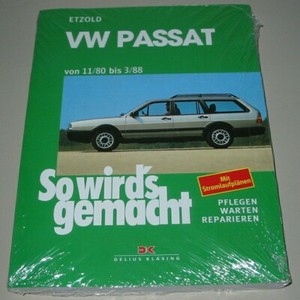 ETZOLD
VW PASSAT
von 11/80 bis 3/88
Mit
Stromlaufplänen
So wird's
gemacht
PFLEGEN
WARTEN
REPARIEREN
DK
DELIUS KLASING